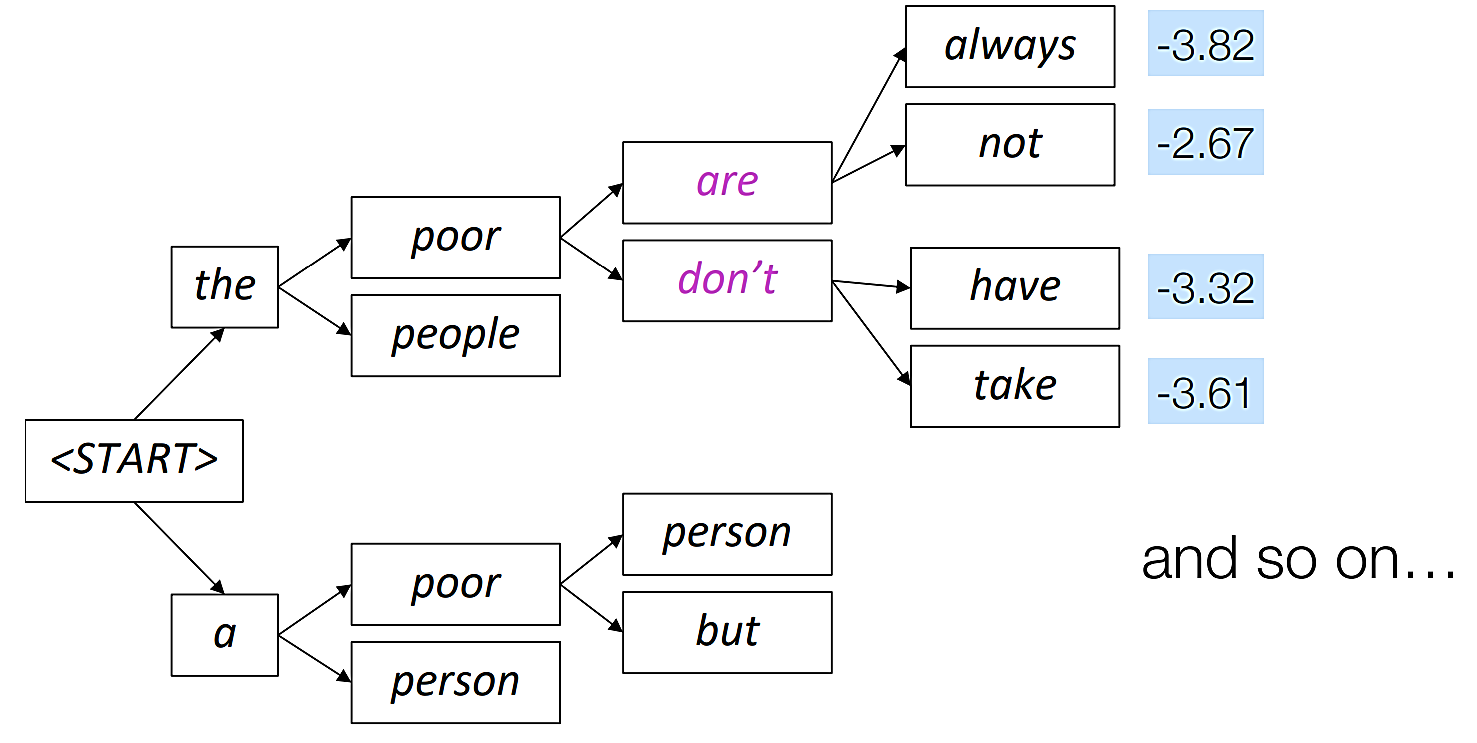 always -3.82
not -2.67
are
poor
don't
the
have -3.32
people
take -3.61
<START>
person
and so on...
poor
but
a
person